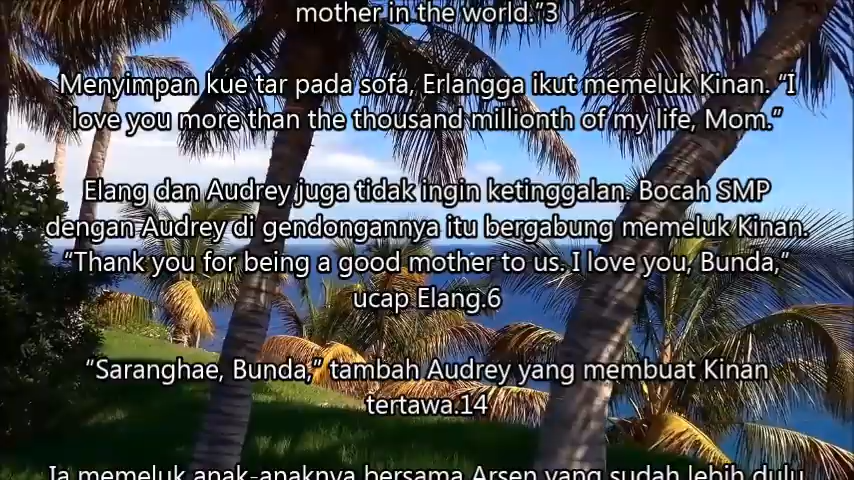 mother in the world.”3
Menyimpan kue tar pada sofa, Erlangga ikut memeluk Kinan. “I
love you more than the thousand millionth of my life, Mom.”
Elang dan Audrey juga tidak ingin ketinggalan. Bocah SMP
dengan Audrey di gendongannya itu bergabung memeluk Kinan.
“Thank you for being a good mother to us. I love you, Bunda,”
ucap Elang.6
“Saranghae, Bunda,” tambah Audrey yang membuat Kinan
tertawa.14
Ia memeluk anak-anaknya bersama Arsen yang sudah lebih dulu